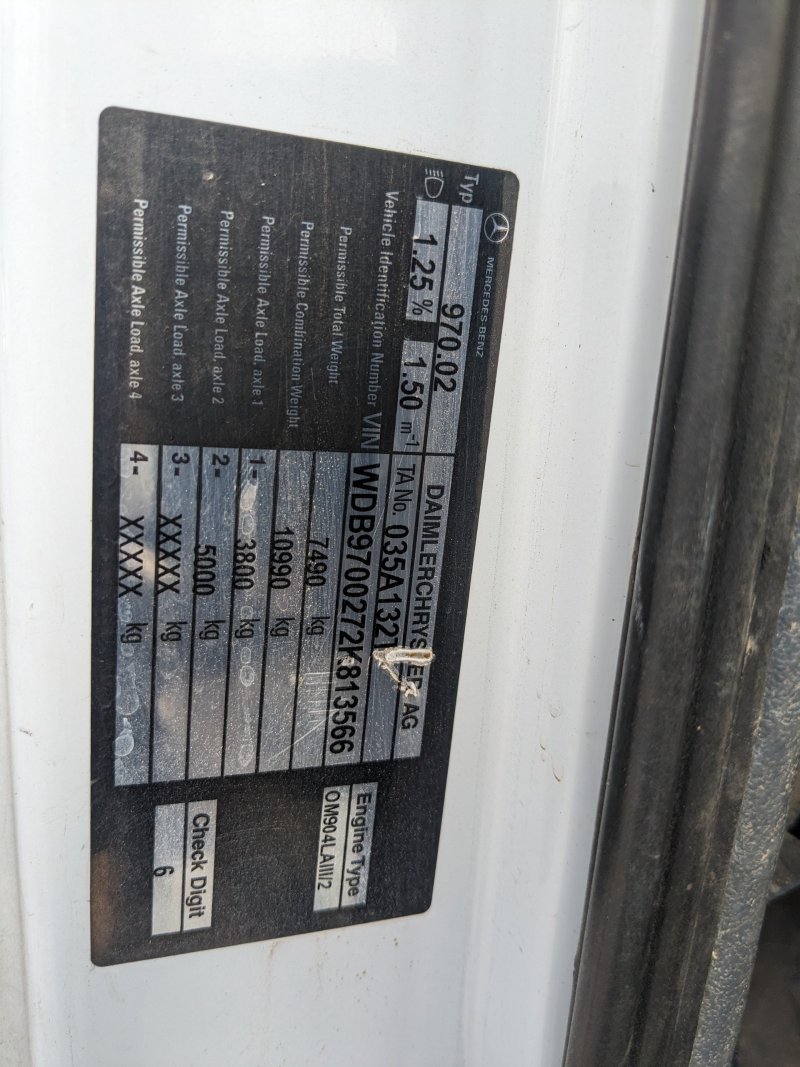 MERCEDES-BENZ
Typ 970.02 DAIMLERCHRYSLER AG
1.25 % 1.50 m-1 TA No. 035A1321
Vehicle Identification Number VIN WDB9700272K813566
Permissible Total Weight 7490 kg
Permissible Combination Weight 10990 kg
Permissible Axle Load, axle 1 1- 3800 kg
Permissible Axle Load, axle 2 2- 5000 kg
Permissible Axle Load, axle 3 3- XXXXX kg
Permissible Axle Load, axle 4 4- XXXXX kg
Engine Type
OM904LAIII/2
Check Digit
6